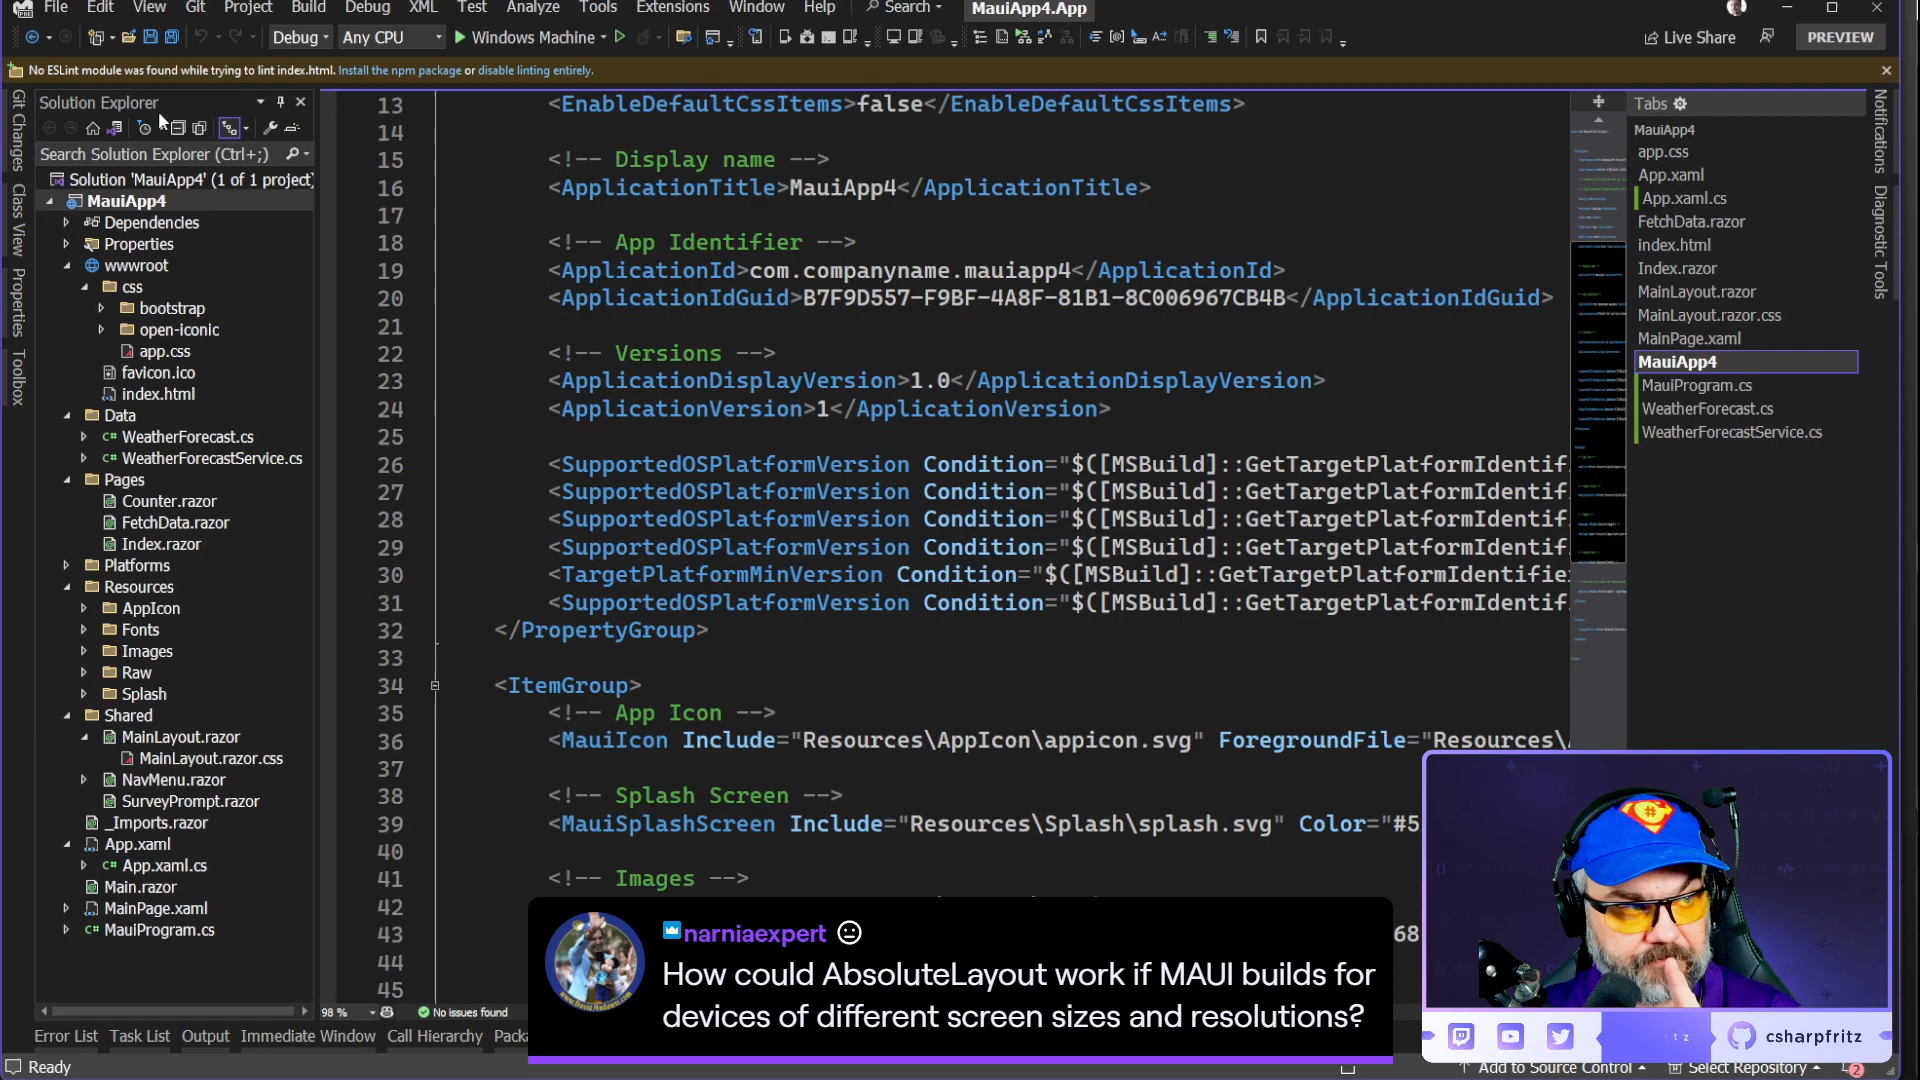 File Edit View Git Project Build Debug XML Test Analyze Tools Extensions Window Help Search MauiApp4.App
Debug Any CPU Windows Machine Live Share PREVIEW
No ESLint module was found while trying to lint index.html. Install the npm package or disable linting entirely.
Git Changes
Class View
Properties
Toolbox
Solution Explorer
Search Solution Explorer (Ctrl+;)
Solution 'MauiApp4' (1 of 1 project)
MauiApp4
Dependencies
Properties
wwwroot
css
bootstrap
open-iconic
app.css
favicon.ico
index.html
Data
C# WeatherForecast.cs
C# WeatherForecastService.cs
Pages
Counter.razor
FetchData.razor
Index.razor
Platforms
Resources
AppIcon
Fonts
Images
Raw
Splash
Shared
MainLayout.razor
MainLayout.razor.css
NavMenu.razor
SurveyPrompt.razor
_Imports.razor
App.xaml
C# App.xaml.cs
Main.razor
MainPage.xaml
C# MauiProgram.cs
13 <EnableDefaultCssItems>false</EnableDefaultCssItems>
14
15 <!-- Display name -->
16 <ApplicationTitle>MauiApp4</ApplicationTitle>
17
18 <!-- App Identifier -->
19 <ApplicationId>com.companyname.mauiapp4</ApplicationId>
20 <ApplicationIdGuid>B7F9D557-F9BF-4A8F-81B1-8C006967CB4B</ApplicationIdGuid>
21
22 <!-- Versions -->
23 <ApplicationDisplayVersion>1.0</ApplicationDisplayVersion>
24 <ApplicationVersion>1</ApplicationVersion>
25
26 <SupportedOSPlatformVersion Condition="$([MSBuild]::GetTargetPlatformIdentif
27 <SupportedOSPlatformVersion Condition="$([MSBuild]::GetTargetPlatformIdentif
28 <SupportedOSPlatformVersion Condition="$([MSBuild]::GetTargetPlatformIdentif
29 <SupportedOSPlatformVersion Condition="$([MSBuild]::GetTargetPlatformIdentif
30 <TargetPlatformMinVersion Condition="$([MSBuild]::GetTargetPlatformIdentifie
31 <SupportedOSPlatformVersion Condition="$([MSBuild]::GetTargetPlatformIdentif
32 </PropertyGroup>
33
34 <ItemGroup>
35 <!-- App Icon -->
36 <MauiIcon Include="Resources\AppIcon\appicon.svg" ForegroundFile="Resources\
37
38 <!-- Splash Screen -->
39 <MauiSplashScreen Include="Resources\Splash\splash.svg" Color="#5
40
41 <!-- Images -->
42
43 68
44
45
98 % No issues found
Tabs
MauiApp4
app.css
App.xaml
App.xaml.cs
FetchData.razor
index.html
Index.razor
MainLayout.razor
MainLayout.razor.css
MainPage.xaml
MauiApp4
MauiProgram.cs
WeatherForecast.cs
WeatherForecastService.cs
Notifications
Diagnostic Tools
narniaexpert
How could AbsoluteLayout work if MAUI builds for
devices of different screen sizes and resolutions?
t z csharpfritz
Error List Task List Output Immediate Window Call Hierarchy Packa
Ready Add to Source Control Select Repository 2